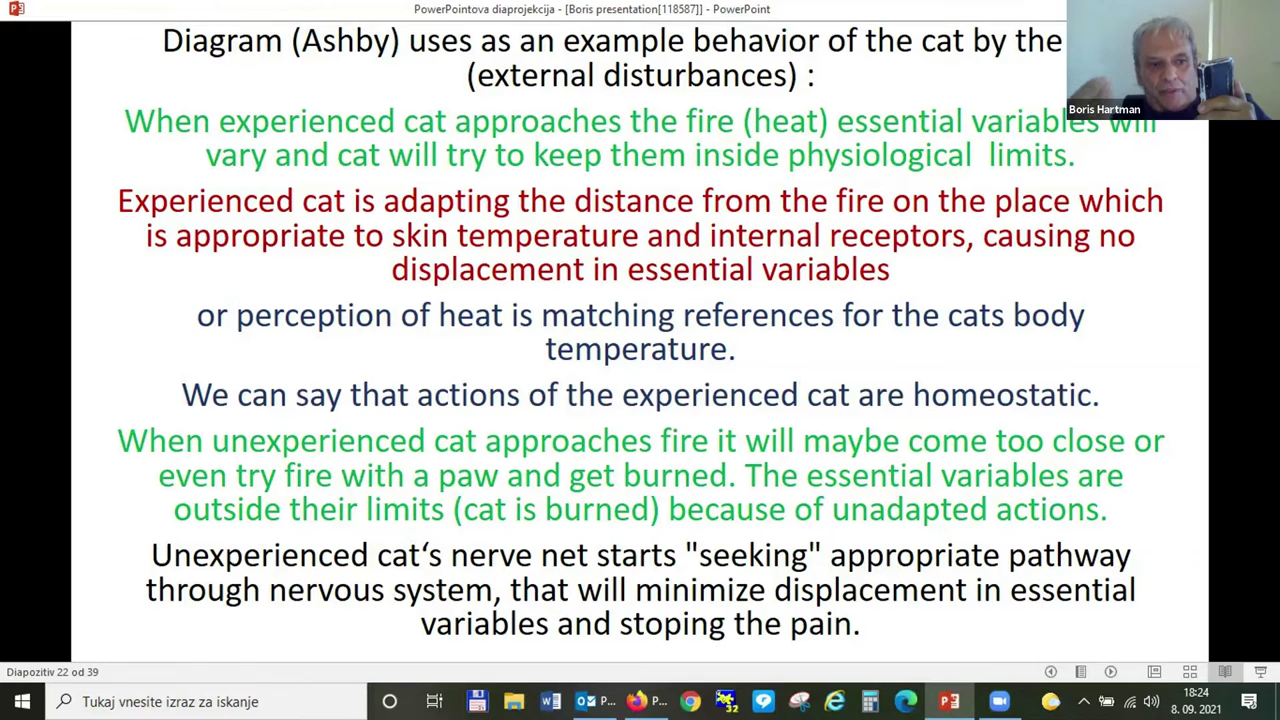 PowerPointova diaprojekcija - [Boris presentation[118587]] - PowerPoint
Diagram (Ashby) uses as an example behavior of the cat by the
(external disturbances) :
Boris Hartman
When experienced cat approaches the fire (heat) essential variables will
vary and cat will try to keep them inside physiological limits.
Experienced cat is adapting the distance from the fire on the place which
is appropriate to skin temperature and internal receptors, causing no
displacement in essential variables
or perception of heat is matching references for the cats body
temperature.
We can say that actions of the experienced cat are homeostatic.
When unexperienced cat approaches fire it will maybe come too close or
even try fire with a paw and get burned. The essential variables are
outside their limits (cat is burned) because of unadapted actions.
Unexperienced cat‘s nerve net starts "seeking" appropriate pathway
through nervous system, that will minimize displacement in essential
variables and stoping the pain.
Diapozitiv 22 od 39
Tukaj vnesite izraz za iskanje
P...
P...
32
18:24
8. 09. 2021